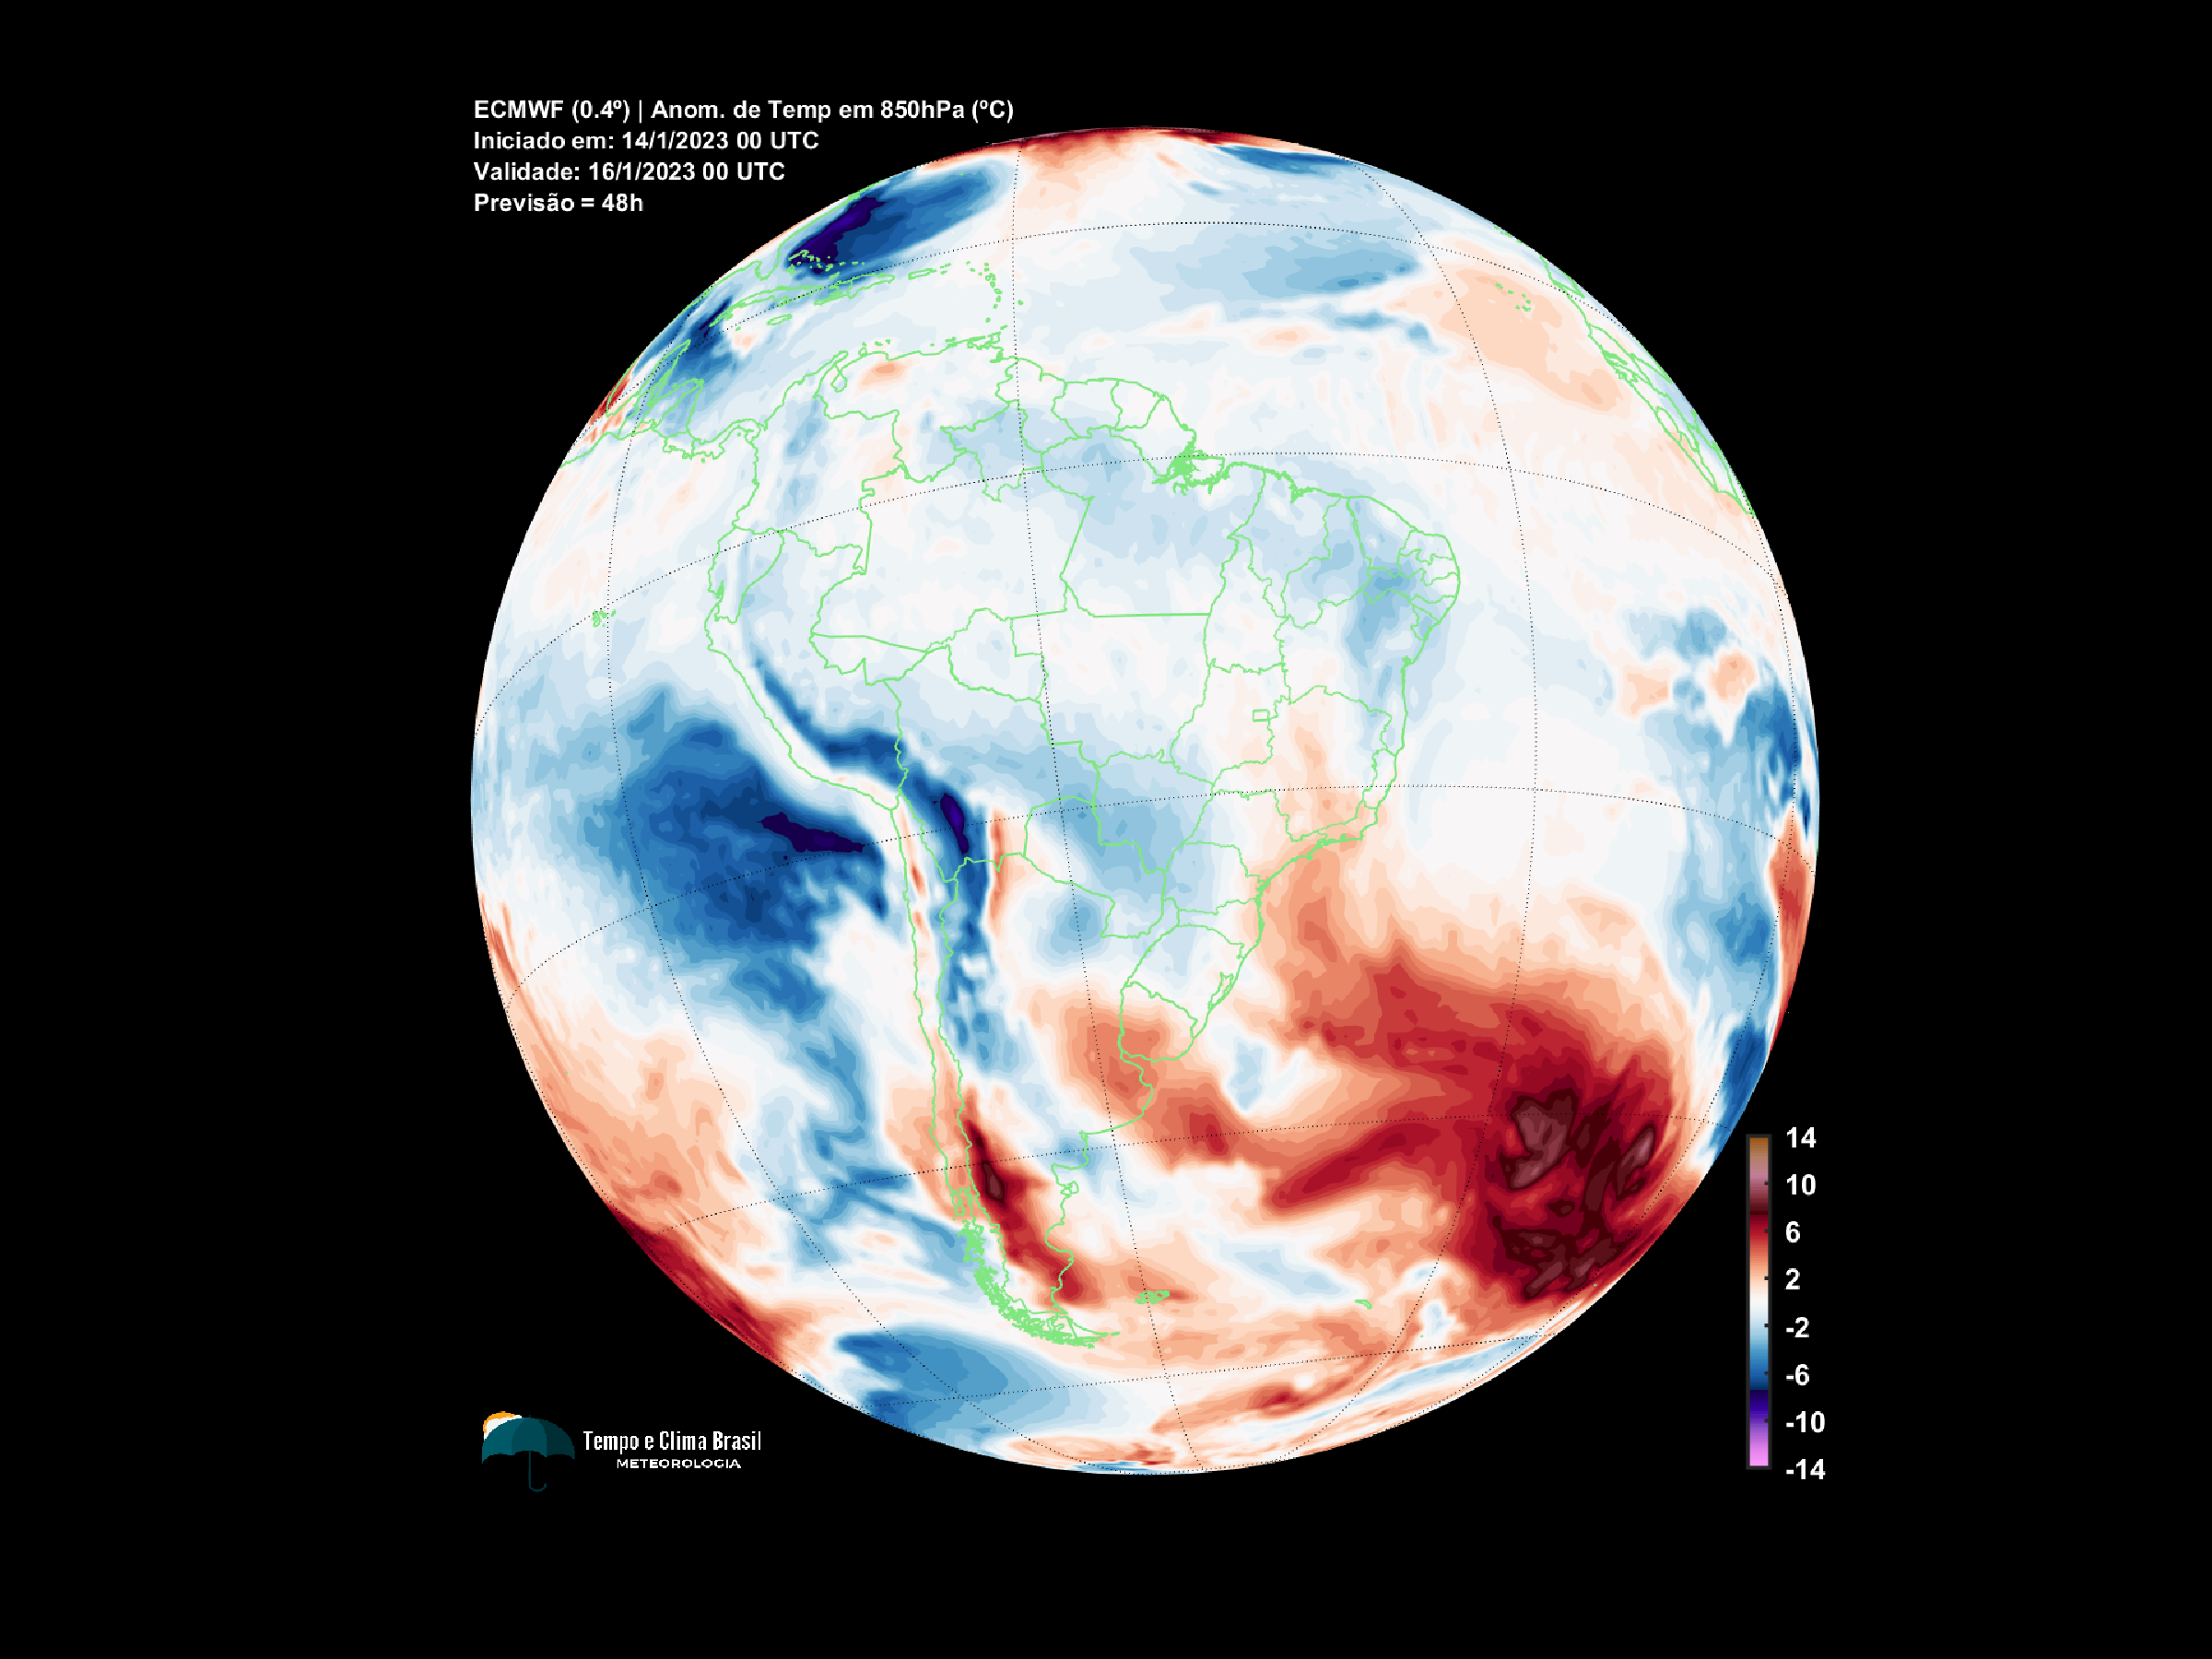 ECMWF (0.4º) | Anom. de Temp em 850hPa (ºC)
Iniciado em: 14/1/2023 00 UTC
Validade: 16/1/2023 00 UTC
Previsão = 48h
14
10
6
2
-2
-6
-10
-14
Tempo e Clima Brasil
METEOROLOGIA